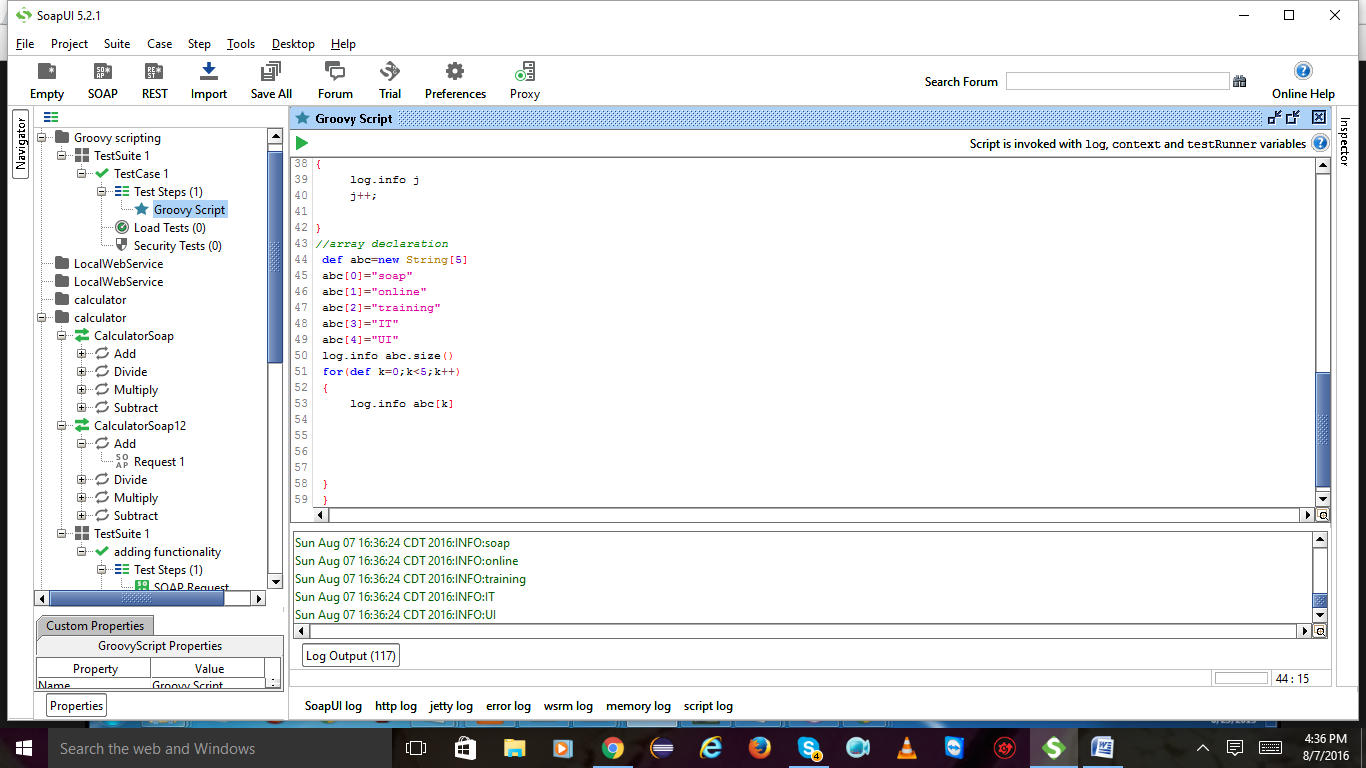 SoapUI 5.2.1
File Project Suite Case Step Tools Desktop Help
Empty SOAP REST Import Save All Forum Trial Preferences Proxy
Search Forum
Online Help
Navigator
Groovy scripting
TestSuite 1
TestCase 1
Test Steps (1)
Groovy Script
Load Tests (0)
Security Tests (0)
LocalWebService
LocalWebService
calculator
calculator
CalculatorSoap
Add
Divide
Multiply
Subtract
CalculatorSoap12
Add
Request 1
Divide
Multiply
Subtract
TestSuite 1
adding functionality
Test Steps (1)
SOAP Request
Custom Properties
GroovyScript Properties
Property Value
Name Groovy Script
Properties
Groovy Script
Script is invoked with log, context and testRunner variables
Inspector
38 {
39 log.info j
40 j++;
41
42 }
43 //array declaration
44 def abc=new String[5]
45 abc[0]="soap"
46 abc[1]="online"
47 abc[2]="training"
48 abc[3]="IT"
49 abc[4]="UI"
50 log.info abc.size()
51 for(def k=0;k<5;k++)
52 {
53 log.info abc[k]
54
55
56
57
58 }
59 }
Sun Aug 07 16:36:24 CDT 2016:INFO:soap
Sun Aug 07 16:36:24 CDT 2016:INFO:online
Sun Aug 07 16:36:24 CDT 2016:INFO:training
Sun Aug 07 16:36:24 CDT 2016:INFO:IT
Sun Aug 07 16:36:24 CDT 2016:INFO:UI
Log Output (117)
44 : 15
SoapUI log http log jetty log error log wsrm log memory log script log
Search the web and Windows
4
4:36 PM
8/7/2016